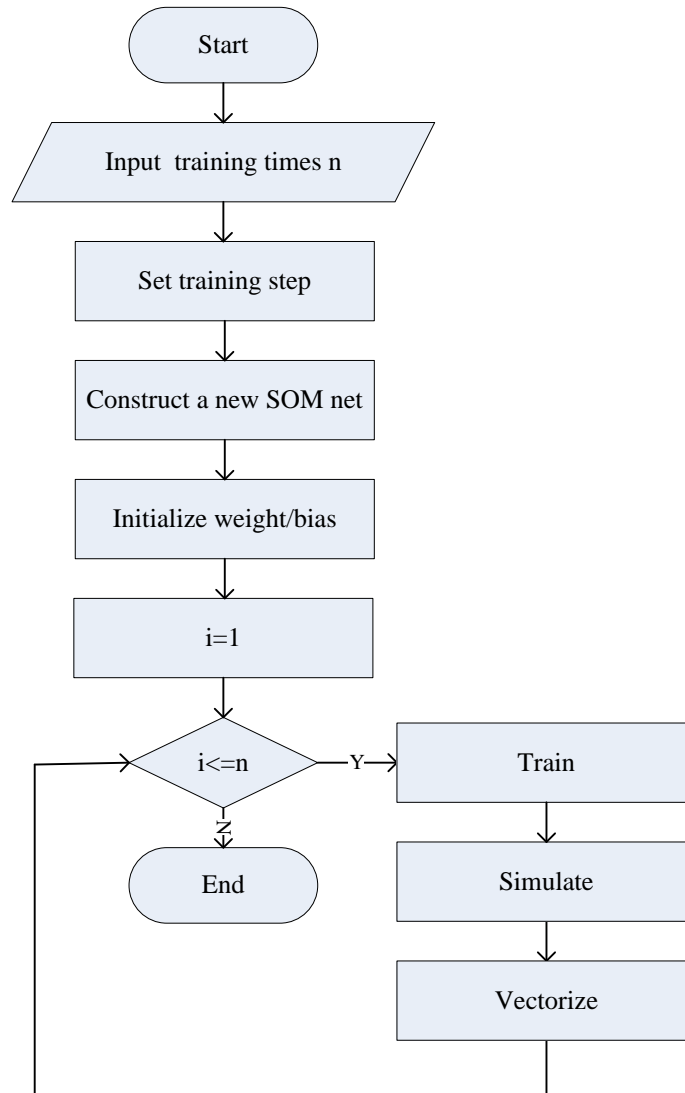 Start
Input training times n
Set training step
Construct a new SOM net
Initialize weight/bias
i=1
i<=n
Y
Train
N
Simulate
End
Vectorize